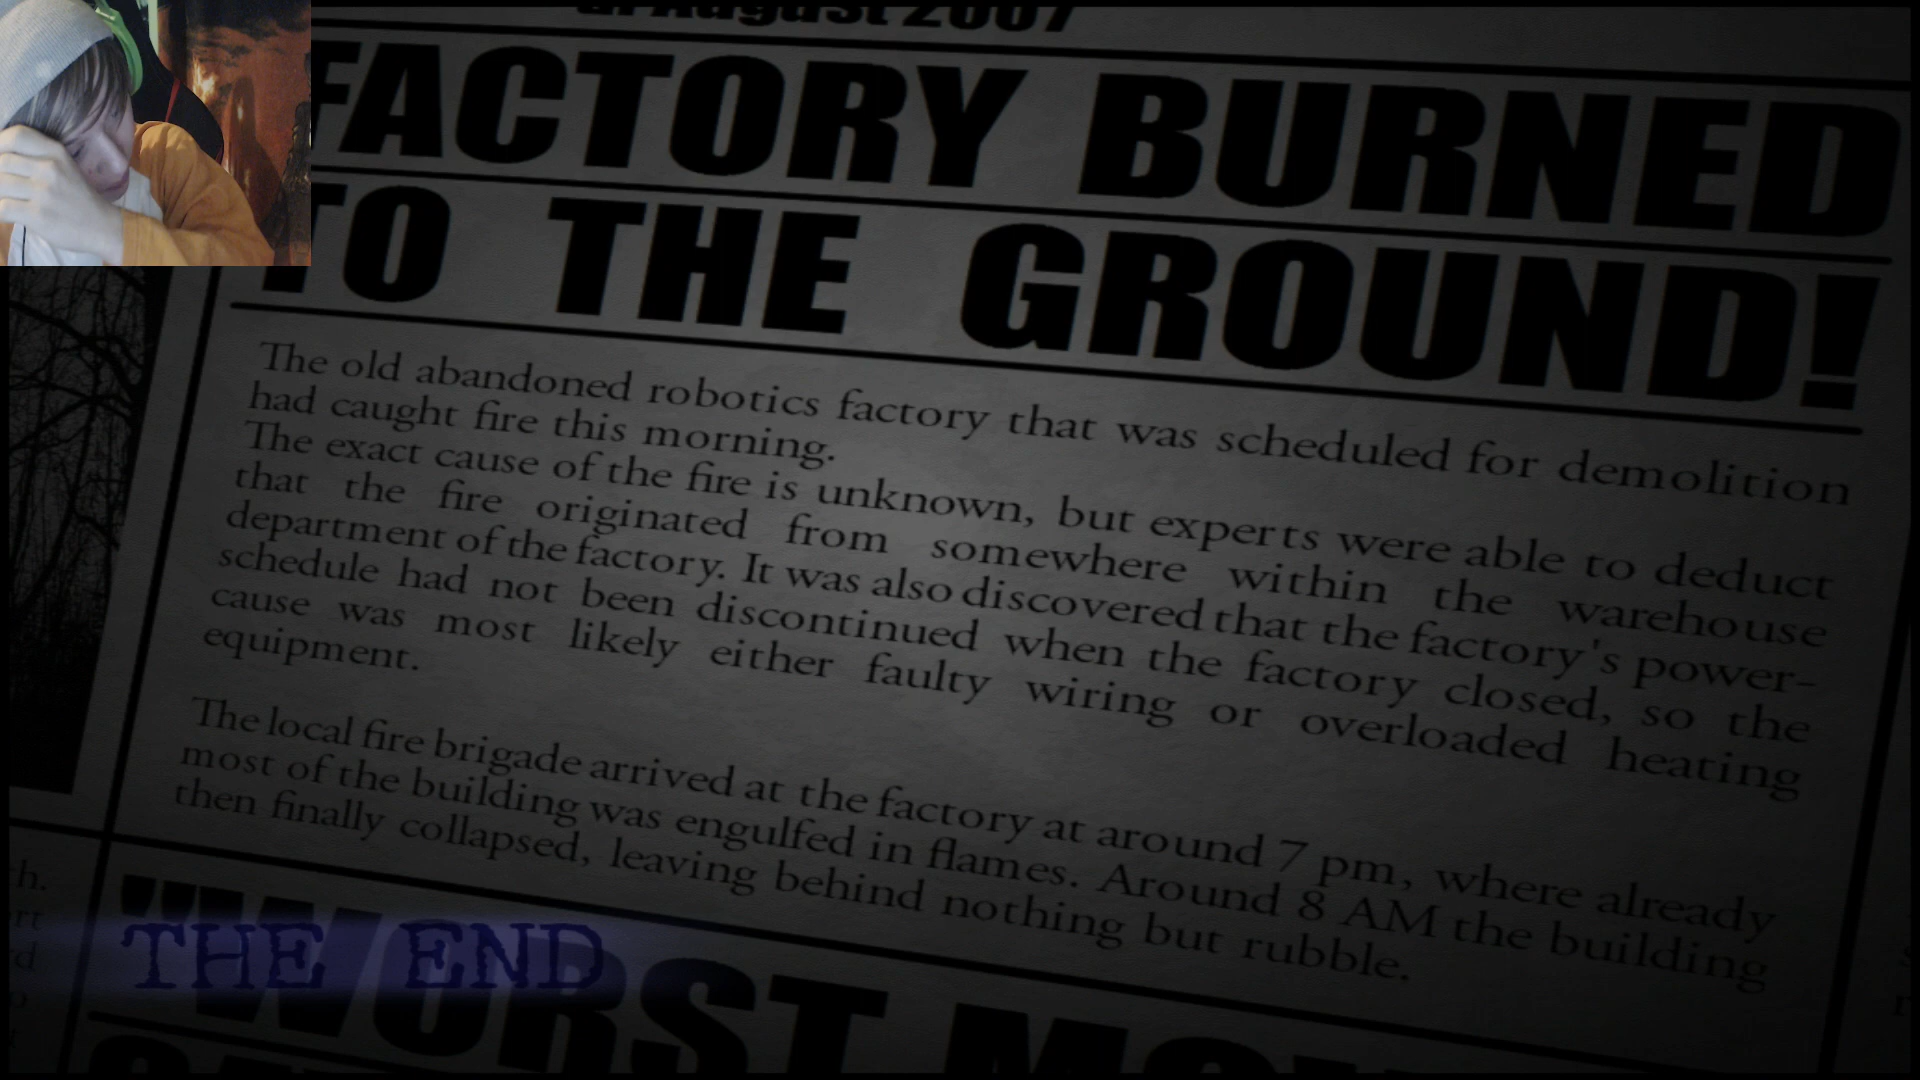 in August 2007
FACTORY BURNED
TO THE GROUND!
The old abandoned robotics factory that was scheduled for demolition
had caught fire this morning.
The exact cause of the fire is unknown, but experts were able to deduct
that the fire originated from somewhere within the warehouse
department of the factory. It was also discovered that the factory's power-
schedule had not been discontinued when the factory closed, so the
cause was most likely either faulty wiring or overloaded heating
equipment.
The local fire brigade arrived at the factory at around 7 pm, where already
most of the building was engulfed in flames. Around 8 AM the building
then finally collapsed, leaving behind nothing but rubble.
THE END
"WORST